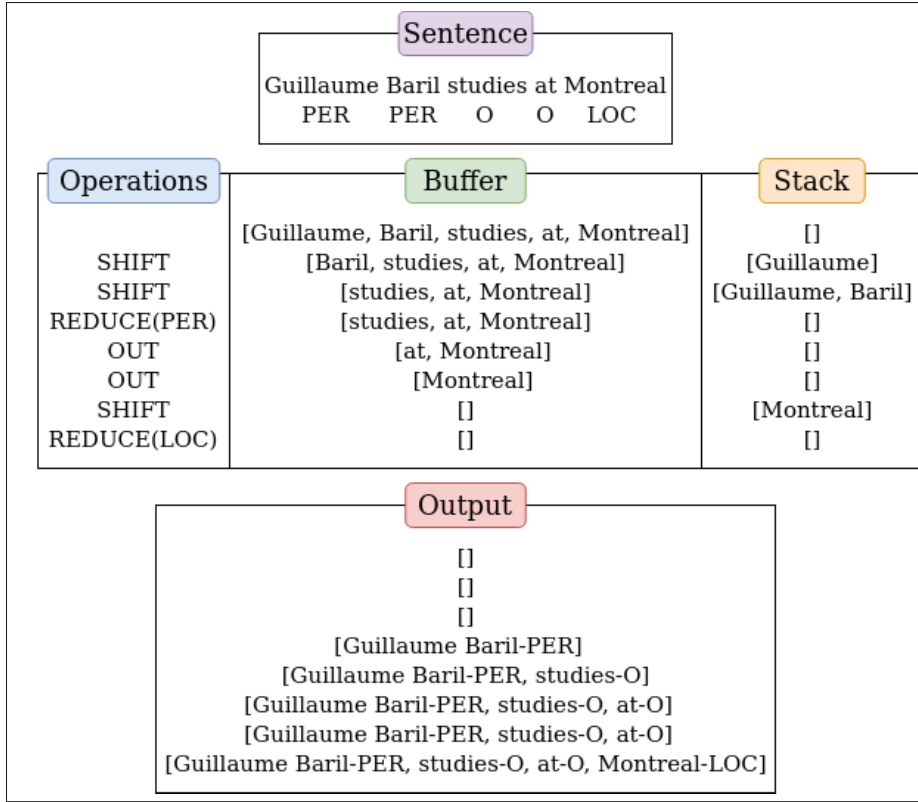 Sentence
Guillaume Baril studies at Montreal
PER PER O O LOC
Operations Buffer Stack
[Guillaume, Baril, studies, at, Montreal] []
SHIFT [Baril, studies, at, Montreal] [Guillaume]
SHIFT [studies, at, Montreal] [Guillaume, Baril]
REDUCE(PER) [studies, at, Montreal] []
OUT [at, Montreal] []
OUT [Montreal] []
SHIFT [] [Montreal]
REDUCE(LOC) [] []
Output
[]
[]
[]
[Guillaume Baril-PER]
[Guillaume Baril-PER, studies-O]
[Guillaume Baril-PER, studies-O, at-O]
[Guillaume Baril-PER, studies-O, at-O]
[Guillaume Baril-PER, studies-O, at-O, Montreal-LOC]